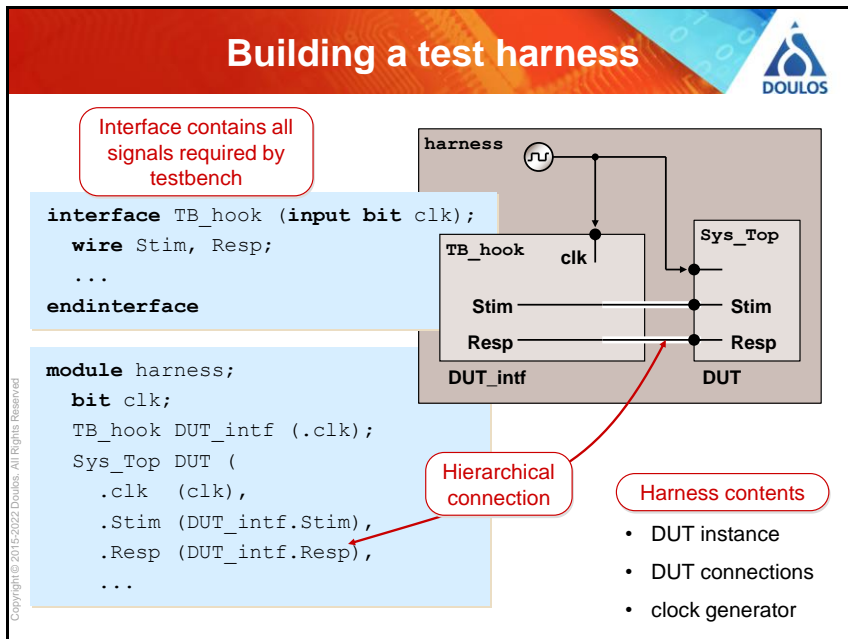 Building a test harness
DOULOS
Interface contains all
signals required by
testbench
interface TB_hook (input bit clk);
  wire Stim, Resp;
  ...
endinterface
harness
TB_hook
clk
Sys_Top
Stim
Stim
Resp
Resp
DUT_intf
DUT
module harness;
  bit clk;
  TB_hook DUT_intf (.clk);
  Sys_Top DUT (
    .clk  (clk),
    .Stim (DUT_intf.Stim),
    .Resp (DUT_intf.Resp),
    ...
Hierarchical
connection
Harness contents
• DUT instance
• DUT connections
• clock generator
Copyright © 2015-2022 Doulos. All Rights Reserved